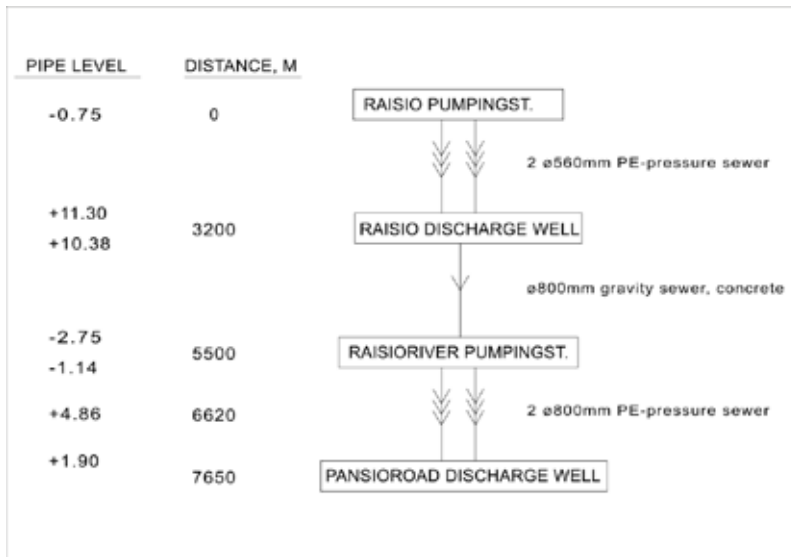 PIPE LEVEL DISTANCE, M
-0.75 0 RAISIO PUMPINGST.
2 ø560mm PE-pressure sewer
+11.30
+10.38 3200 RAISIO DISCHARGE WELL
ø800mm gravity sewer, concrete
-2.75
-1.14 5500 RAISIORIVER PUMPINGST.
+4.86 6620 2 ø800mm PE-pressure sewer
+1.90
7650 PANSIOROAD DISCHARGE WELL